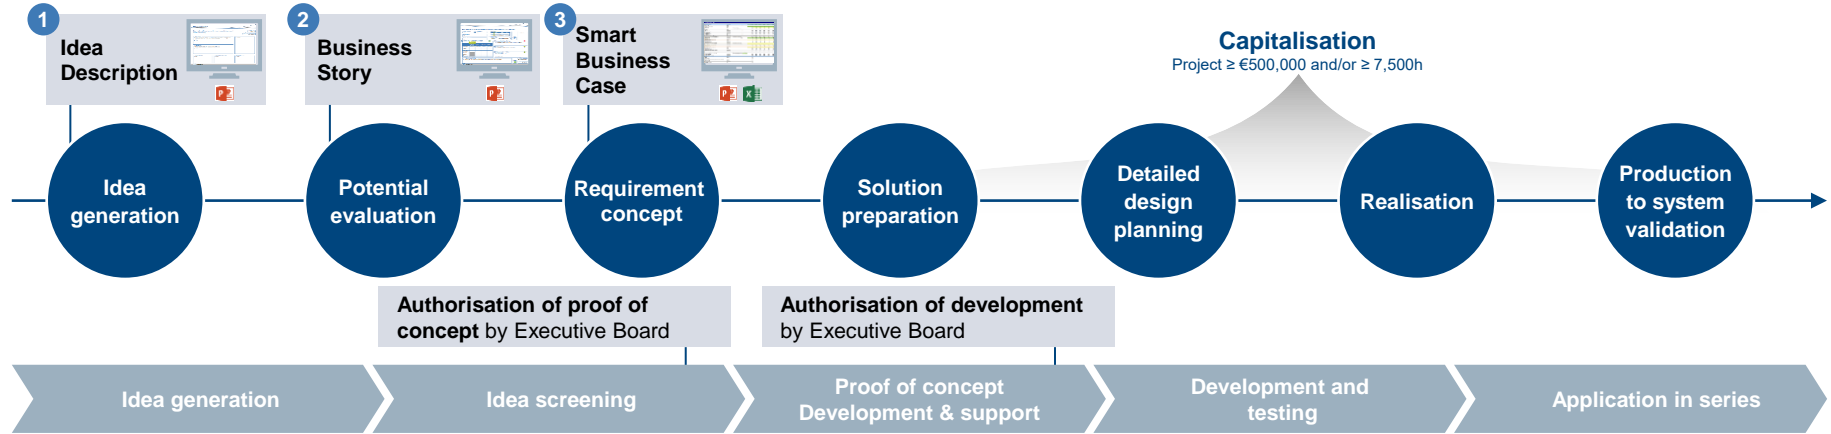 1
Idea
Description
2
Business
Story
3
Smart
Business
Case
Capitalisation
Project ≥ €500,000 and/or ≥ 7,500h
Idea
generation
Potential
evaluation
Requirement
concept
Solution
preparation
Detailed
design
planning
Realisation
Production
to system
validation
Authorisation of proof of
concept by Executive Board
Authorisation of development
by Executive Board
Idea generation
Idea screening
Proof of concept
Development & support
Development and
testing
Application in series